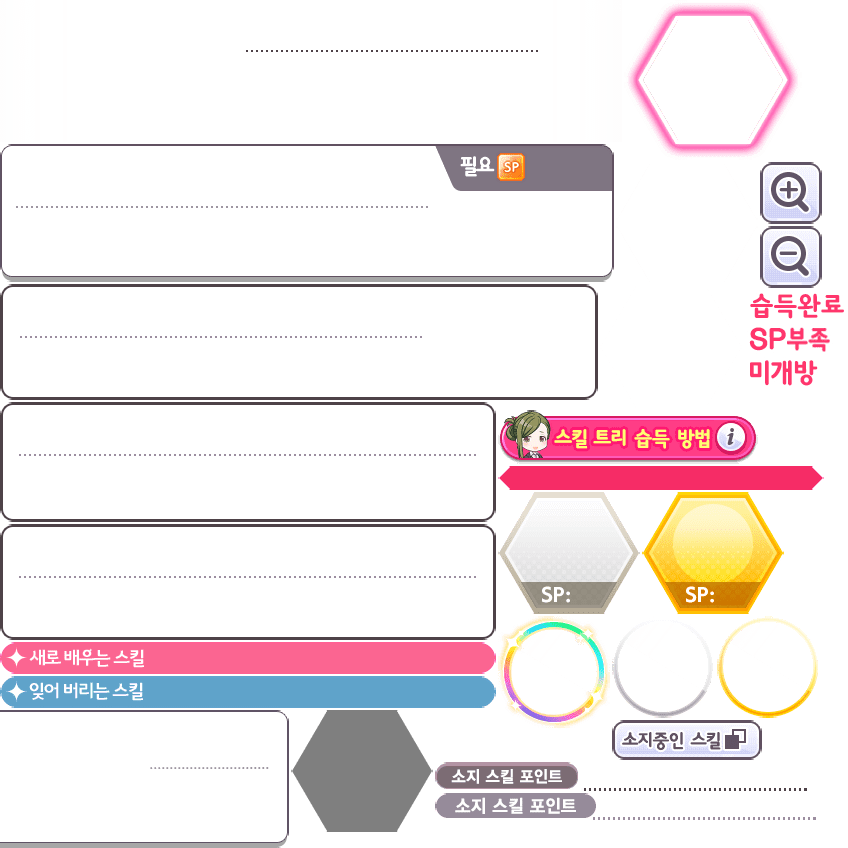 필요 SP
습득완료
SP부족
미개방
스킬 트리 습득 방법 i
SP:
SP:
새로 배우는 스킬
잊어 버리는 스킬
소지중인 스킬
소지 스킬 포인트
소지 스킬 포인트